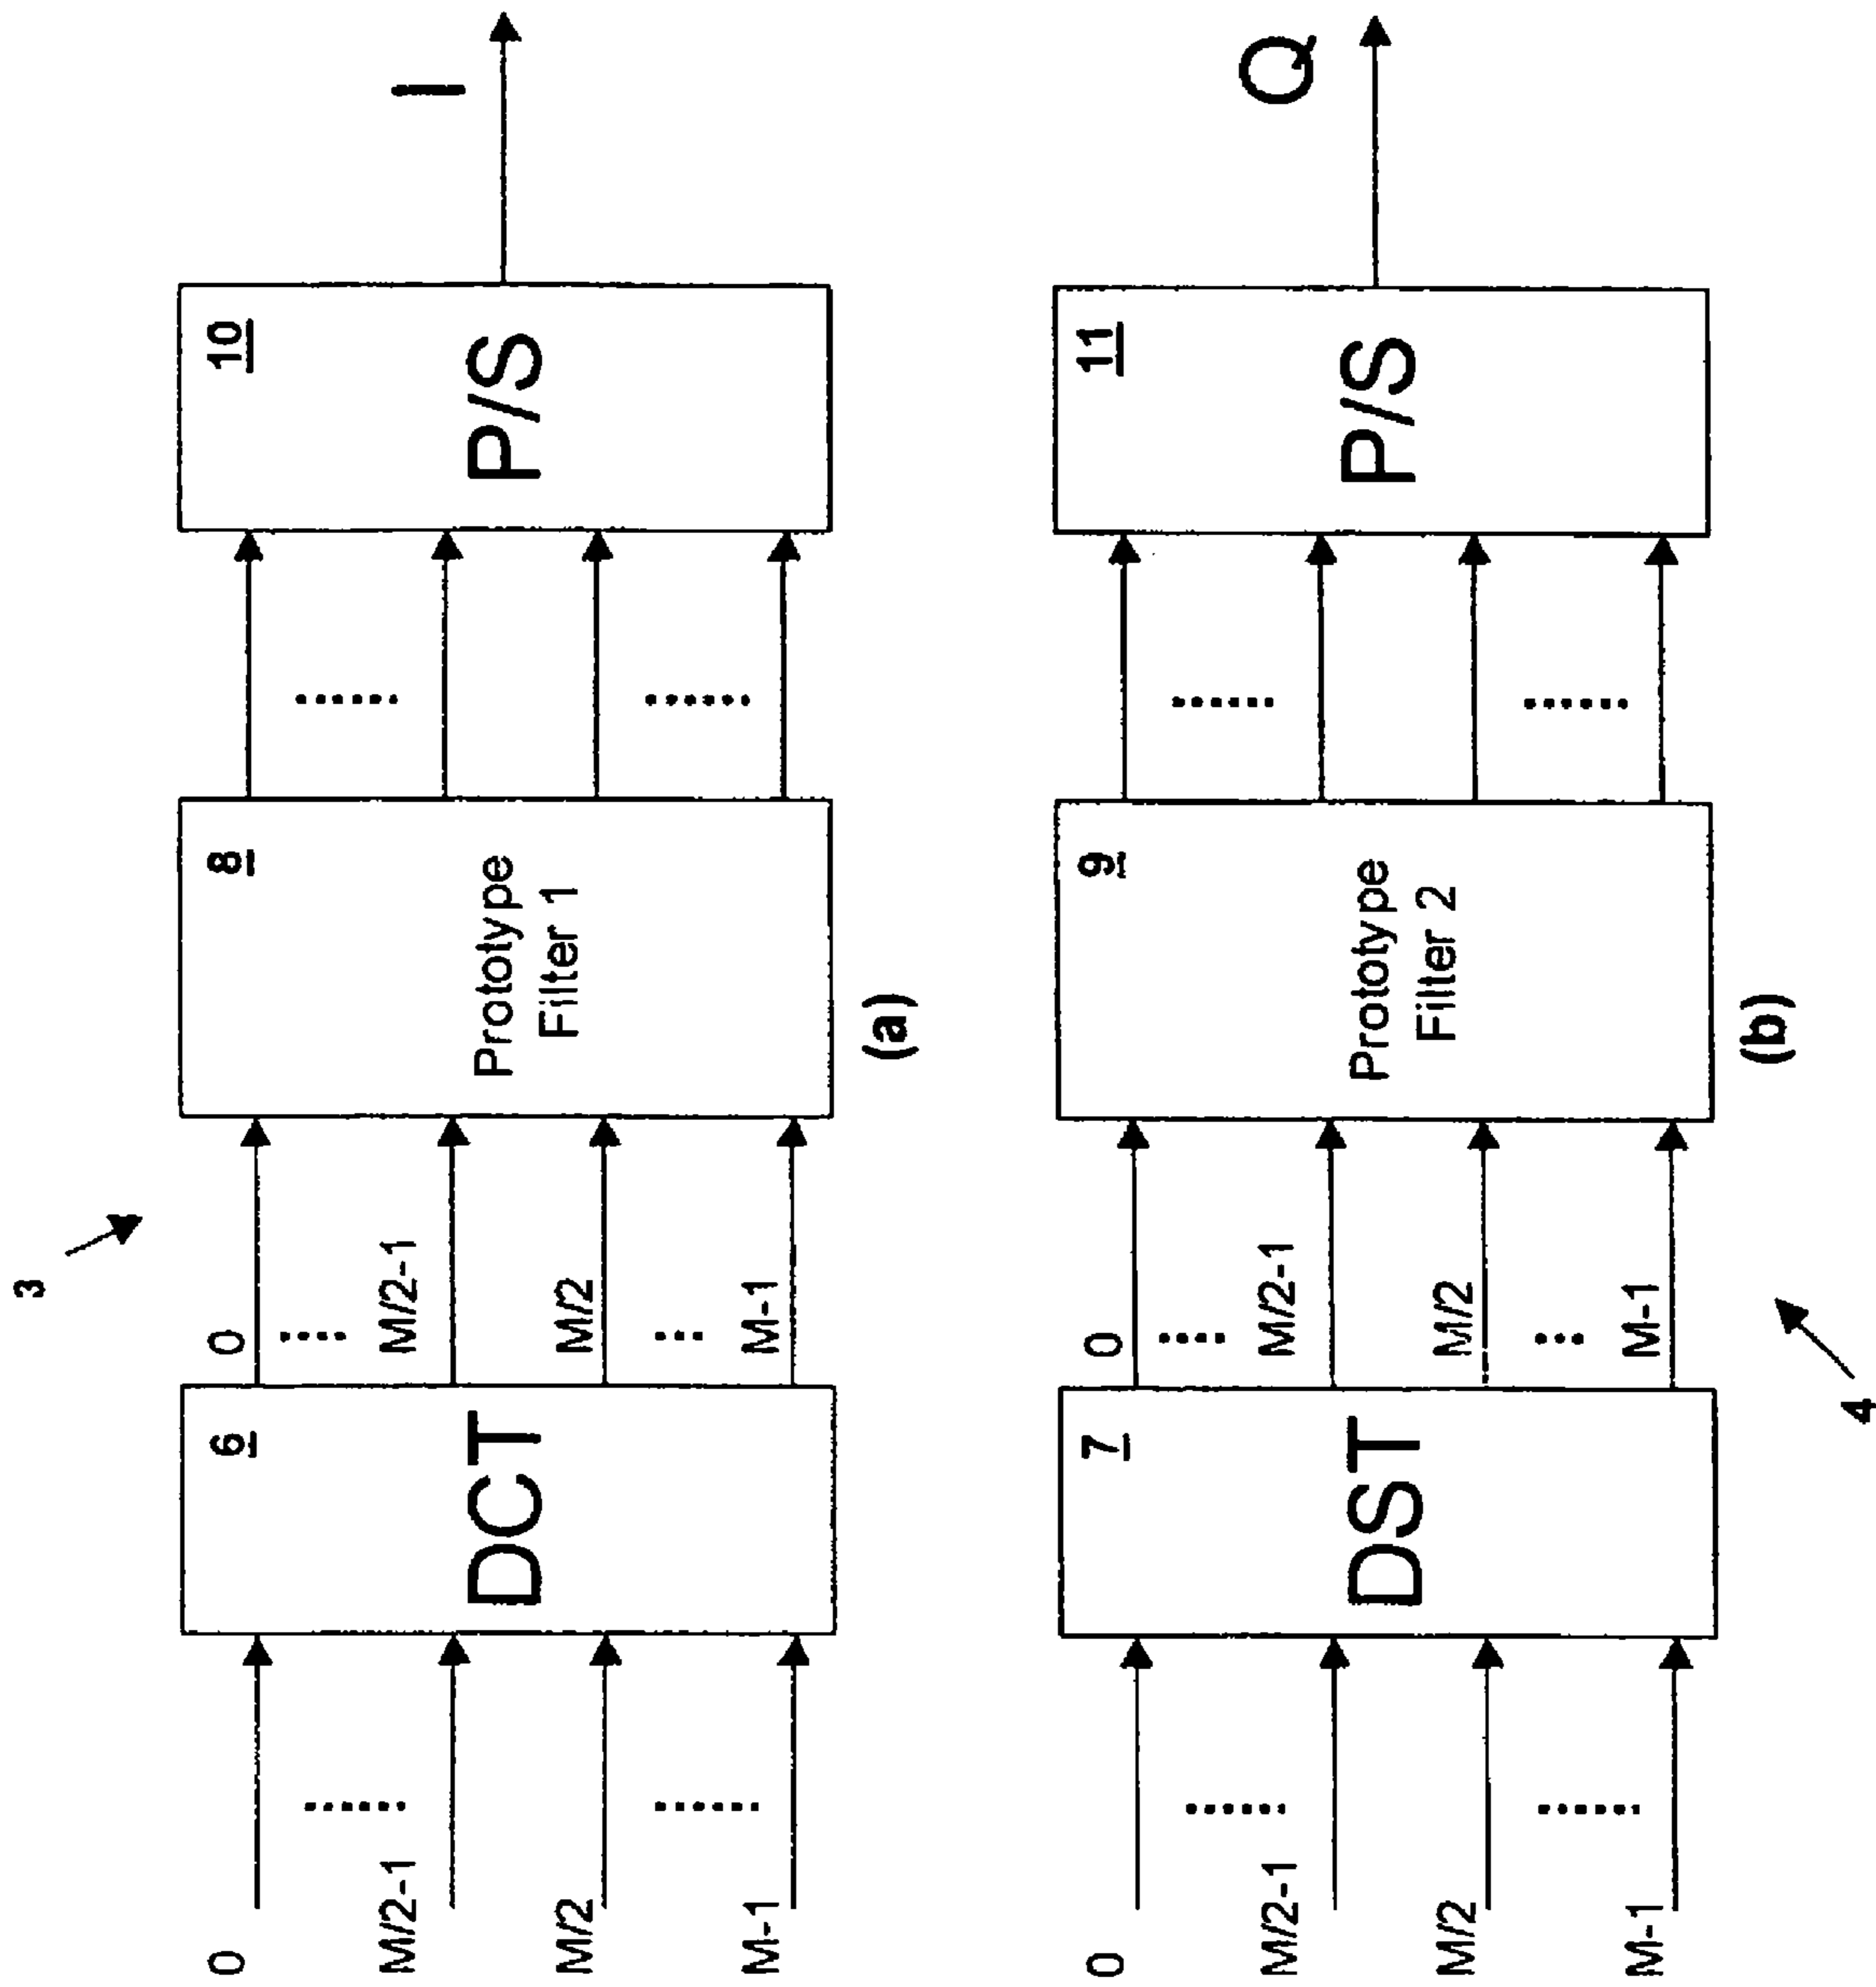 3
0
M/2-1
M/2
M-1
6
DCT
0
M/2-1
M/2
M-1
8
Prototype
Filter 1
10
P/S
I
(a)
0
M/2-1
M/2
M-1
7
DST
0
M/2-1
M/2
M-1
9
Prototype
Filter 2
11
P/S
Q
(b)
4